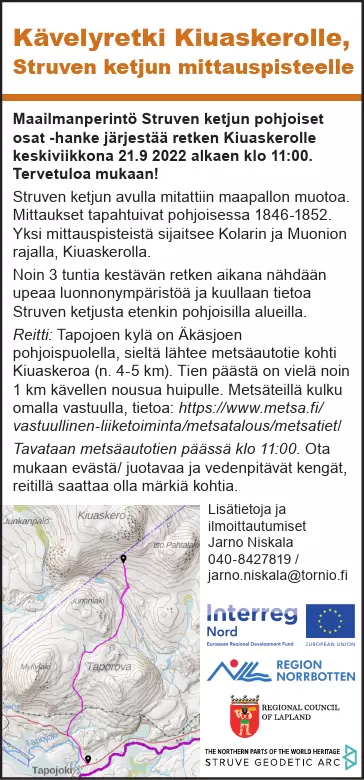 Kävelyretki Kiuaskerolle,
Struven ketjun mittauspisteelle
Maailmanperintö Struven ketjun pohjoiset
osat -hanke järjestää retken Kiuaskerolle
keskiviikkona 21.9 2022 alkaen klo 11:00.
Tervetuloa mukaan!
Struven ketjun avulla mitattiin maapallon muotoa.
Mittaukset tapahtuivat pohjoisessa 1846-1852.
Yksi mittauspisteistä sijaitsee Kolarin ja Muonion
rajalla, Kiuaskerolla.
Noin 3 tuntia kestävän retken aikana nähdään
upeaa luonnonympäristöä ja kuullaan tietoa
Struven ketjusta etenkin pohjoisilla alueilla.
Reitti: Tapojoen kylä on Äkäsjoen
pohjoispuolella, sieltä lähtee metsäautotie kohti
Kiuaskeroa (n. 4-5 km). Tien päästä on vielä noin
1 km kävellen nousua huipulle. Metsäteillä kulku
omalla vastuulla, tietoa: https://www.metsa.fi/
vastuullinen-liiketoiminta/metsatalous/metsatiet/
Tavataan metsäautotien päässä klo 11:00. Ota
mukaan evästä/ juotavaa ja vedenpitävät kengät,
reitillä saattaa olla märkiä kohtia.
Lisätietoja ja
ilmoittautumiset
Jarno Niskala
040-8427819 /
jarno.niskala@tornio.fi
Kiuaskero
Junkanpalo
Iso Pahtalaki
Juntinlaki
Myllylaki
Taporova
Tapojoki
Tapojoki
Interreg
Nord
European Regional Development Fund
EUROPEAN UNION
REGION
NORRBOTTEN
REGIONAL COUNCIL
OF LAPLAND
THE NORTHERN PARTS OF THE WORLD HERITAGE
STRUVE GEODETIC ARC